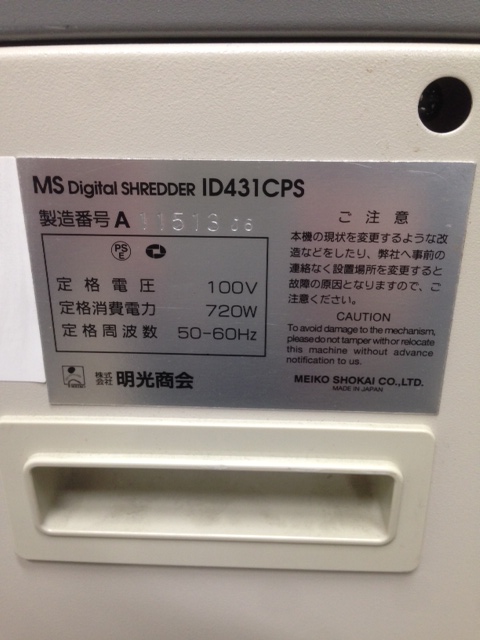 MS Digital SHREDDER ID431CPS
製造番号 A 1151306
PS
E
定格電圧 100V
定格消費電力 720W
定格周波数 50-60Hz
株式
会社 明光商会
ご注意
本機の現状を変更するような改
造などをしたり、弊社へ事前の
連絡なく設置場所を変更すると
故障の原因となりますので、ご
注意ください。
CAUTION
To avoid damage to the mechanism,
please do not tamper with or relocate
this machine without advance
notification to us.
MEIKO SHOKAI CO.,LTD.
MADE IN JAPAN